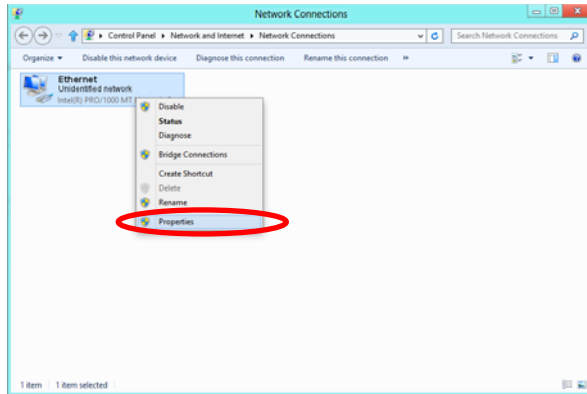 Network Connections
Control Panel Network and Internet Network Connections
Search Network Connections
Organize Disable this network device Diagnose this connection Rename this connection »
Ethernet
Unidentified network
Intel(R) PRO/1000 MT
Disable
Status
Diagnose
Bridge Connections
Create Shortcut
Delete
Rename
Properties
1 item 1 item selected